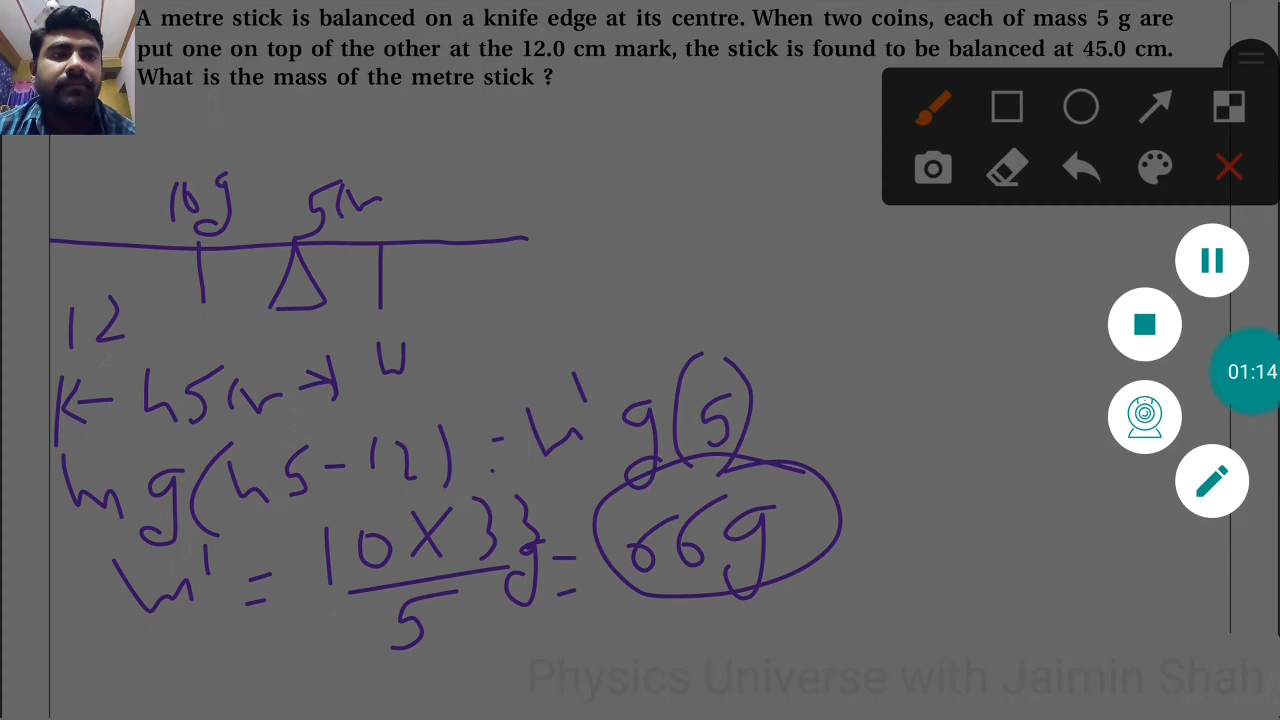 A metre stick is balanced on a knife edge at its centre. When two coins, each of mass 5 g are
put one on top of the other at the 12.0 cm mark, the stick is found to be balanced at 45.0 cm.
What is the mass of the metre stick ?
10g 5cm
12
45cm W
mg(45-12) = m'g(5)
m' = 10×33/5 g = 66g
01:14
Physics Universe with Jaimin Shah